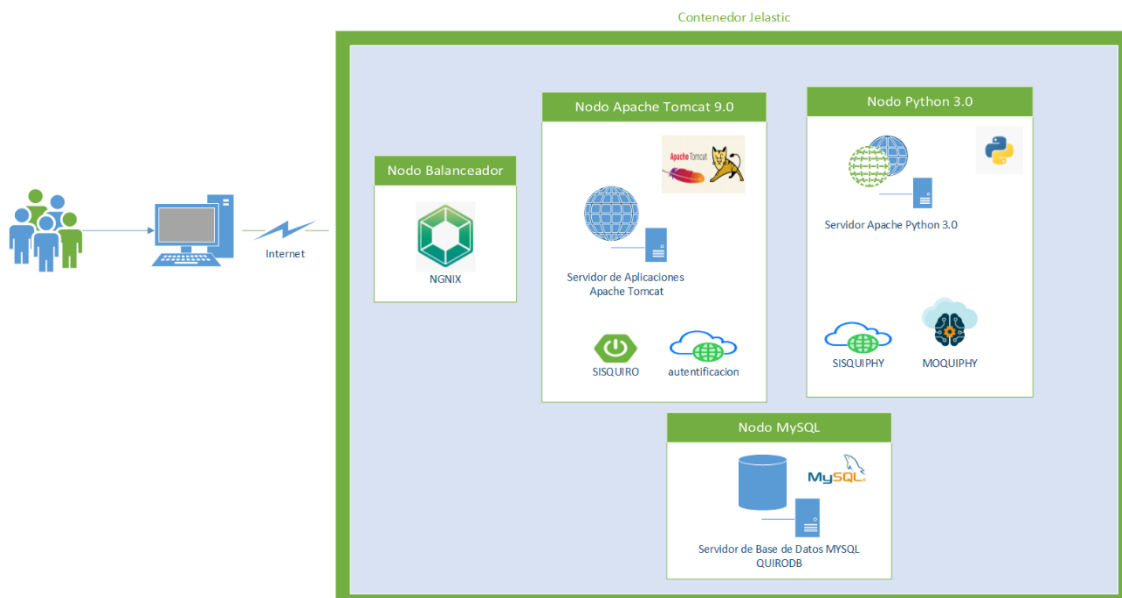 Contenedor Jelastic
Internet
Nodo Balanceador
NGNIX
Nodo Apache Tomcat 9.0
Apache Tomcat
Servidor de Aplicaciones
Apache Tomcat
SISQUIRO
autentificacion
Nodo Python 3.0
Servidor Apache Python 3.0
SISQUIPHY
MOQUIPHY
Nodo MySQL
MySQL
Servidor de Base de Datos MYSQL
QUIRODB